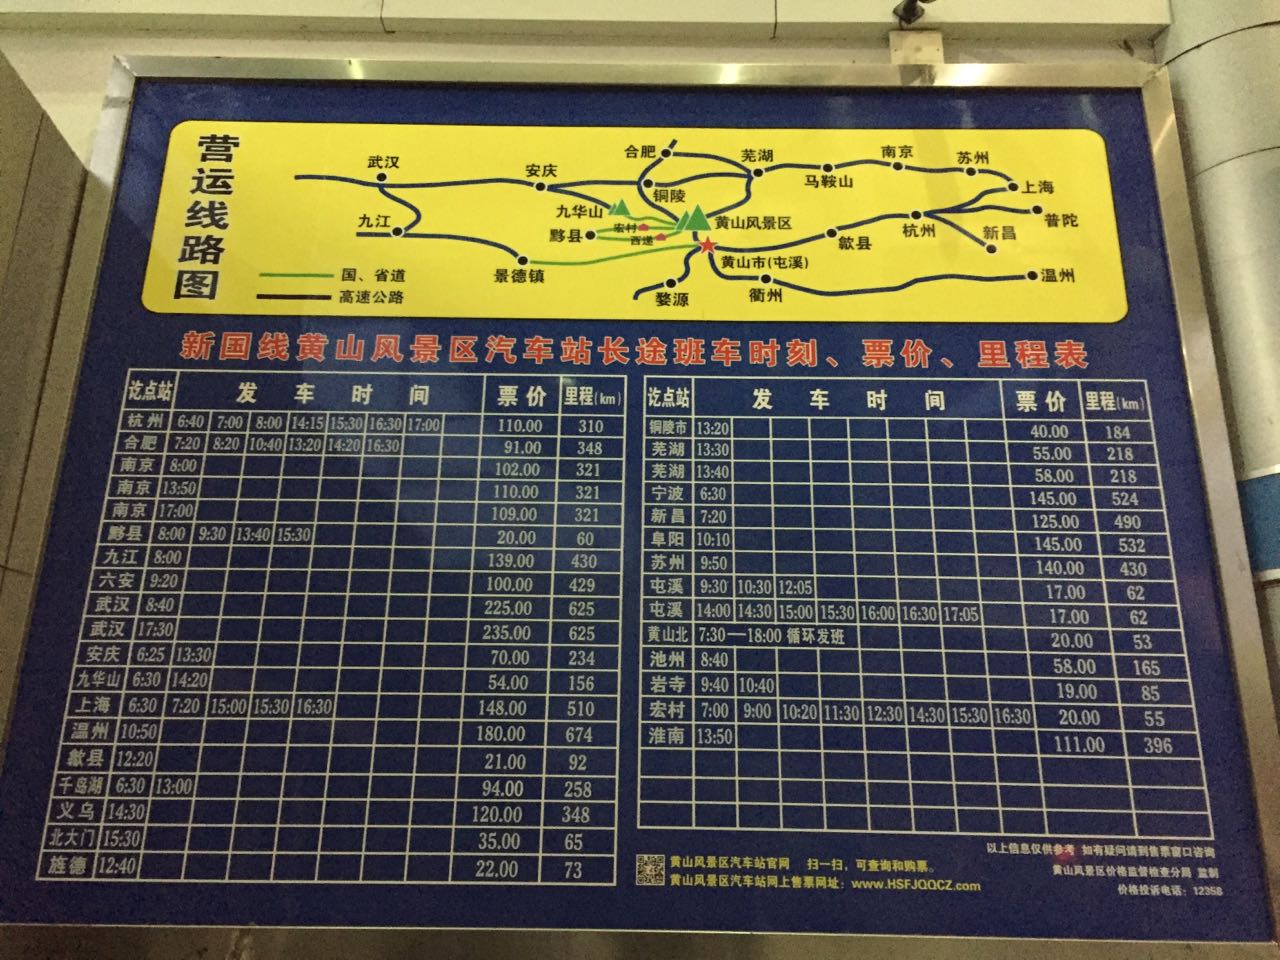 营运线路图
武汉
九江
安庆
景德镇
合肥
铜陵
九华山
宏村
西递
黟县
芜湖
马鞍山
南京
苏州
上海
普陀
新昌
杭州
歙县
黄山风景区
黄山市(屯溪)
婺源
衢州
温州
国、省道
高速公路
新国线黄山风景区汽车站长途班车时刻、票价、里程表
讫点站 发车时间 票价 里程(km)
杭州 6:40 7:00 8:00 14:15 15:30 16:30 17:00 110.00 310
合肥 7:20 8:20 10:40 13:20 14:20 16:30 91.00 348
南京 8:00 102.00 321
南京 13:50 110.00 321
南京 17:00 109.00 321
黟县 8:00 9:30 13:40 15:30 20.00 60
九江 8:00 139.00 430
六安 9:20 100.00 429
武汉 8:40 225.00 625
武汉 17:30 235.00 625
安庆 6:25 13:30 70.00 234
九华山 6:30 14:20 54.00 156
上海 6:30 7:20 15:00 15:30 16:30 148.00 510
温州 10:50 180.00 674
歙县 12:20 21.00 92
千岛湖 6:30 13:00 94.00 258
义乌 14:30 120.00 348
北大门 15:30 35.00 65
旌德 12:40 22.00 73
讫点站 发车时间 票价 里程(km)
铜陵市 13:20 40.00 184
芜湖 13:30 55.00 218
芜湖 13:40 58.00 218
宁波 6:30 145.00 524
新昌 7:20 125.00 490
阜阳 10:10 145.00 532
苏州 9:50 140.00 430
屯溪 9:30 10:30 12:05 17.00 62
屯溪 14:00 14:30 15:00 15:30 16:00 16:30 17:05 17.00 62
黄山北 7:30—18:00 循环发班 20.00 53
池州 8:40 58.00 165
岩寺 9:40 10:40 19.00 85
宏村 7:00 9:00 10:20 11:30 12:30 14:30 15:30 16:30 20.00 55
淮南 13:50 111.00 396
黄山风景区汽车站官网 扫一扫，可查询和购票。
黄山风景区汽车站网上售票网址：www.HSFJQQCZ.com
以上信息仅供参考 如有疑问请到售票窗口咨询
黄山风景区价格监督检查分局 监制
价格投诉电话：12358